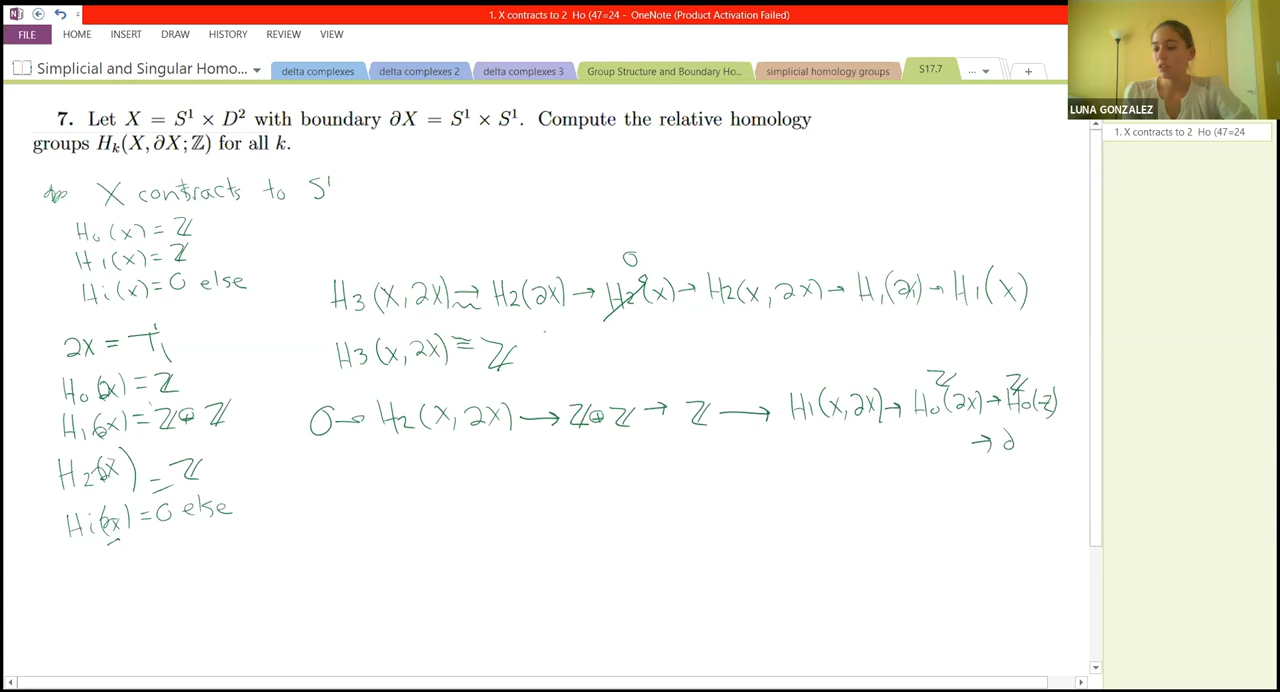 1. X contracts to 2 Ho (47=24 - OneNote (Product Activation Failed)
FILE HOME INSERT DRAW HISTORY REVIEW VIEW
Simplicial and Singular Homo... delta complexes delta complexes 2 delta complexes 3 Group Structure and Boundary Ho... simplicial homology groups S17.7 ... +
LUNA GONZALEZ
1. X contracts to 2 Ho (47=24
7. Let X = S¹ × D² with boundary ∂X = S¹ × S¹. Compute the relative homology
groups Hₖ(X, ∂X; ℤ) for all k.
X contracts to S¹
H₀(X) = ℤ
H₁(X) = ℤ
Hi(X) = 0 else
∂X = T¹₁
H₀(∂X) = ℤ
H₁(∂X) = ℤ⊕ℤ
H₂(∂X) = ℤ
Hi(∂X) = 0 else
0
H₃(X, ∂X) → H₂(∂X) → H₂(X) → H₂(X, ∂X) → H₁(∂X) → H₁(X)
H₃(X, ∂X) ≅ ℤ
ℤ ℤ
0 → H₂(X, ∂X) → ℤ⊕ℤ → ℤ → H₁(X, ∂X) → H₀(∂X) → H₀(
→ 0